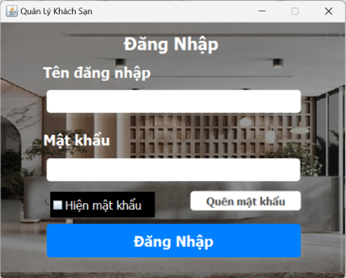 Quản Lý Khách Sạn
Đăng Nhập
Tên đăng nhập
Mật khẩu
Hiện mật khẩu
Quên mật khẩu
Đăng Nhập